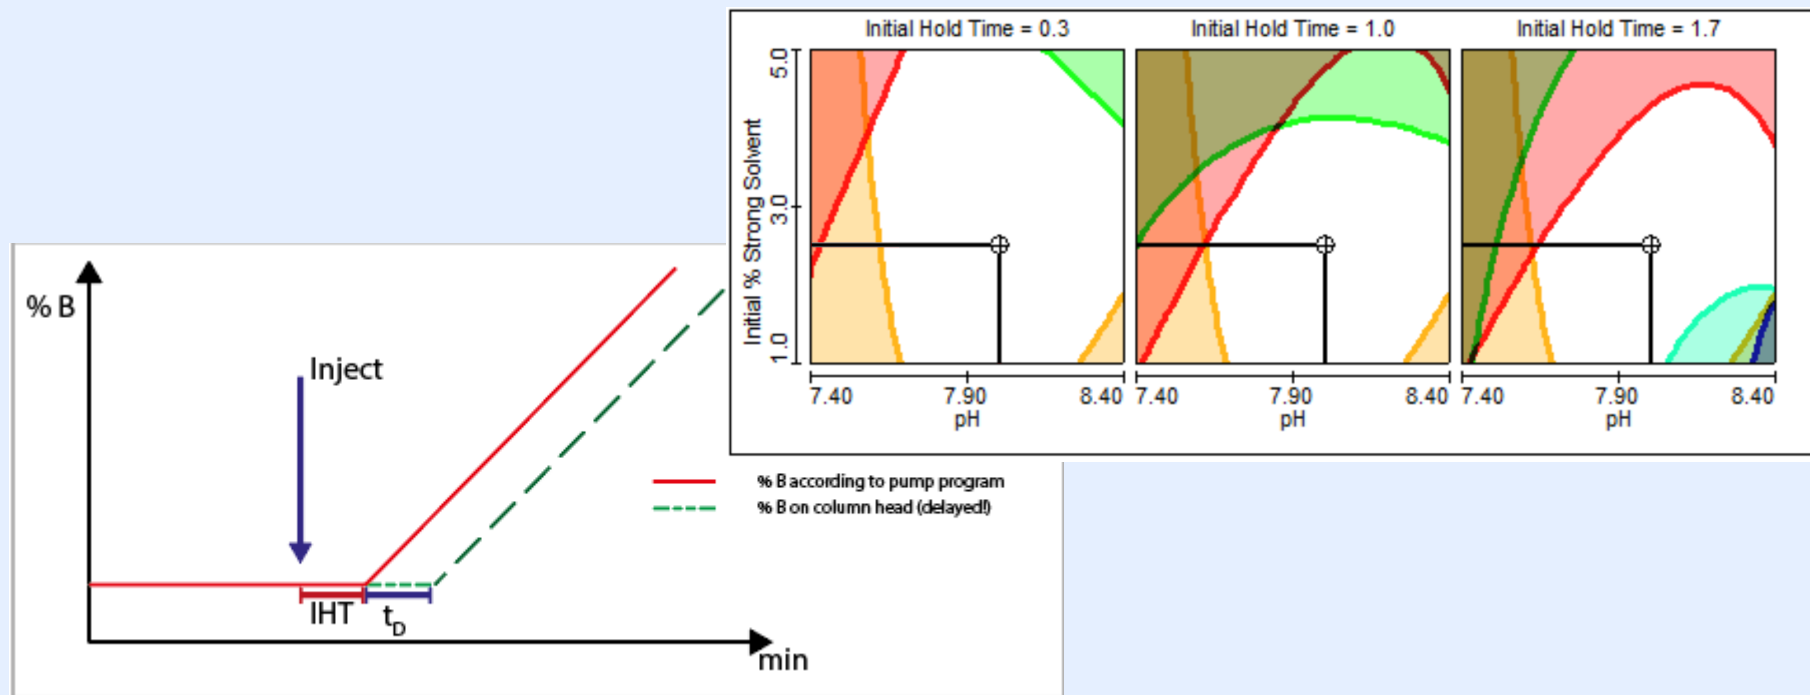 Initial Hold Time = 0.3
Initial Hold Time = 1.0
Initial Hold Time = 1.7
Initial % Strong Solvent
5.0
3.0
1.0
7.40 7.90 8.40
pH
7.40 7.90 8.40
pH
7.40 7.90 8.40
pH
% B
Inject
IHT
tD
min
% B according to pump program
% B on column head (delayed!)